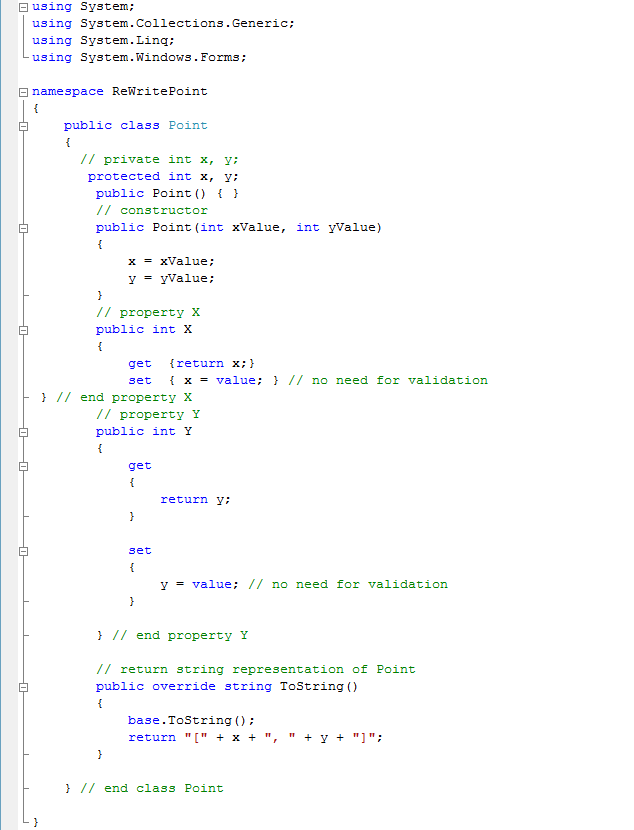 using System;
using System.Collections.Generic;
using System.Linq;
using System.Windows.Forms;
namespace ReWritePoint
{
public class Point
{
// private int x, y;
protected int x, y;
public Point() { }
// constructor
public Point(int xValue, int yValue)
{
x = xValue;
y = yValue;
}
// property X
public int X
{
get {return x;}
set { x = value; } // no need for validation
} // end property X
// property Y
public int Y
{
get
{
return y;
}
set
{
y = value; // no need for validation
}
} // end property Y
// return string representation of Point
public override string ToString()
{
base.ToString();
return "[" + x + ", " + y + "]";
}
} // end class Point
}